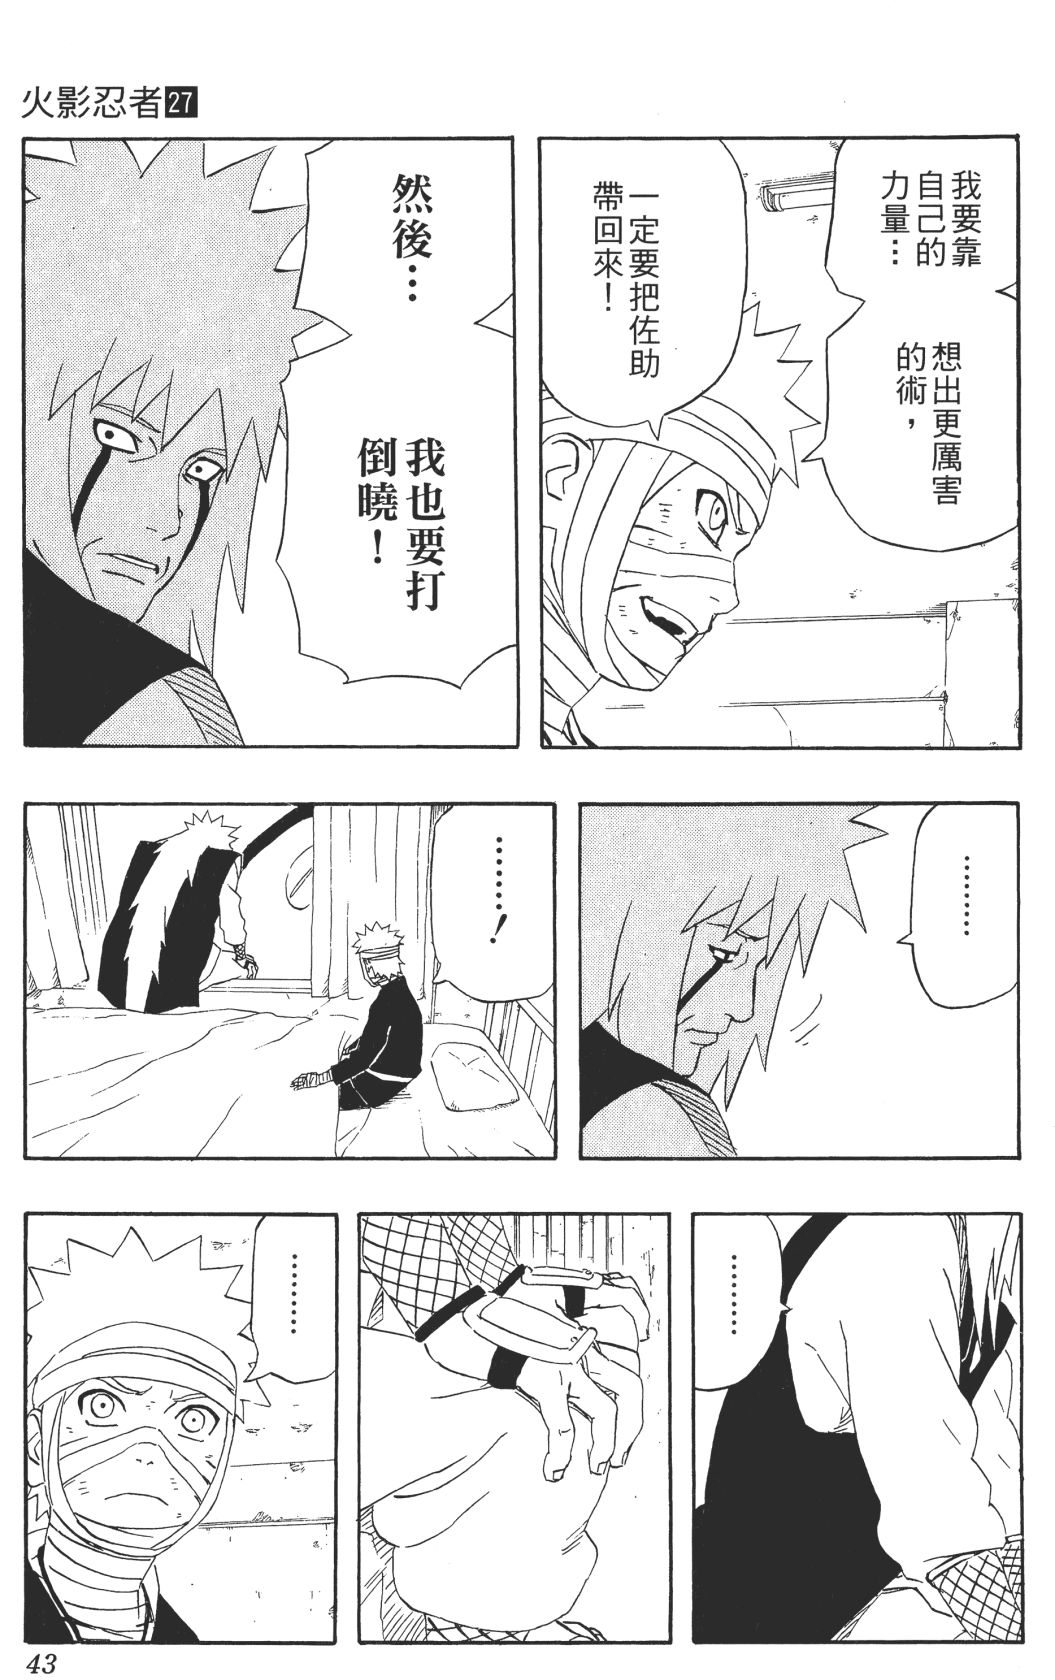 火影忍者27
我要靠
自己的
力量…
想出更厲害
的術，
一定要把佐助
帶回來！
然後…
我也要打
倒曉！
………
………！
………
………
43